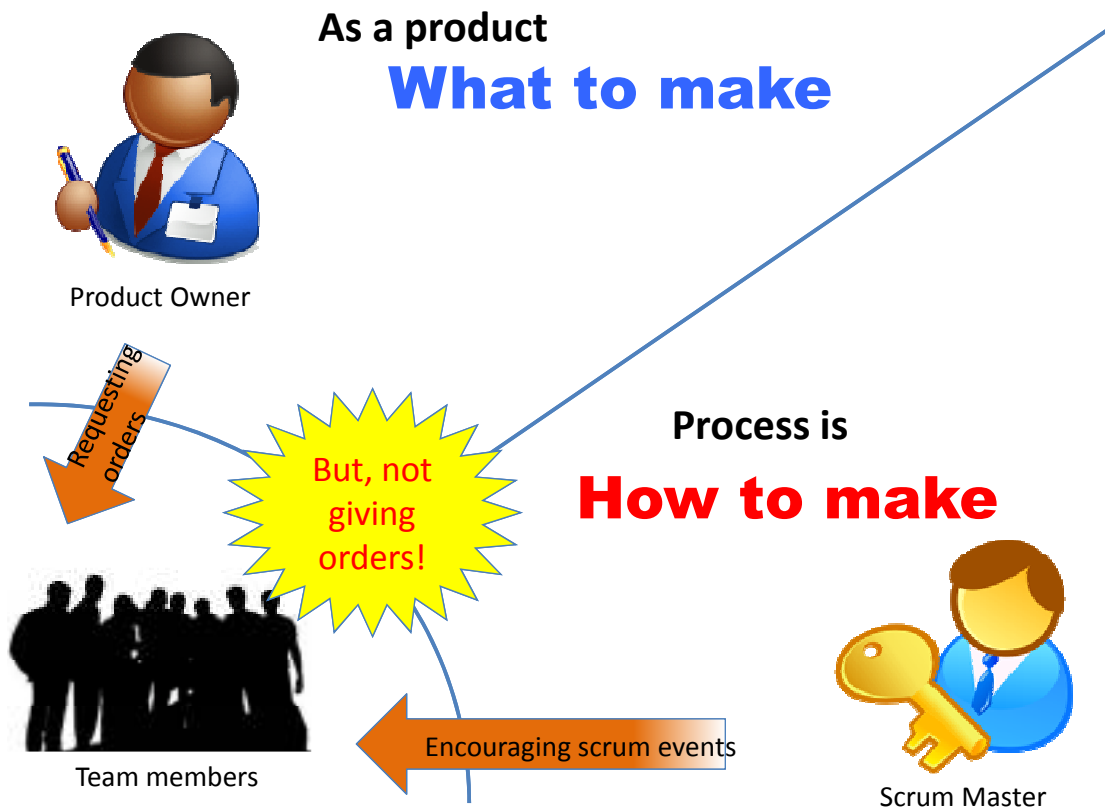 As a product
What to make
Product Owner
Requesting
orders
But, not
giving
orders!
Process is
How to make
Team members
Encouraging scrum events
Scrum Master